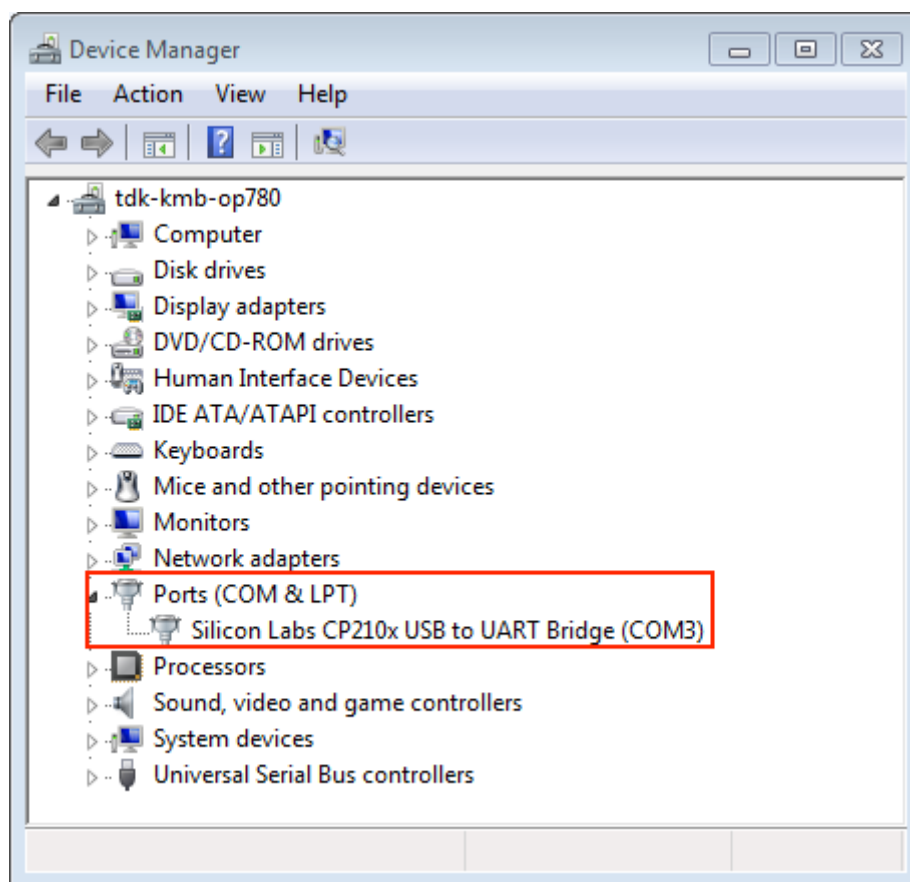 Device Manager
File Action View Help
tdk-kmb-op780
Computer
Disk drives
Display adapters
DVD/CD-ROM drives
Human Interface Devices
IDE ATA/ATAPI controllers
Keyboards
Mice and other pointing devices
Monitors
Network adapters
Ports (COM & LPT)
Silicon Labs CP210x USB to UART Bridge (COM3)
Processors
Sound, video and game controllers
System devices
Universal Serial Bus controllers